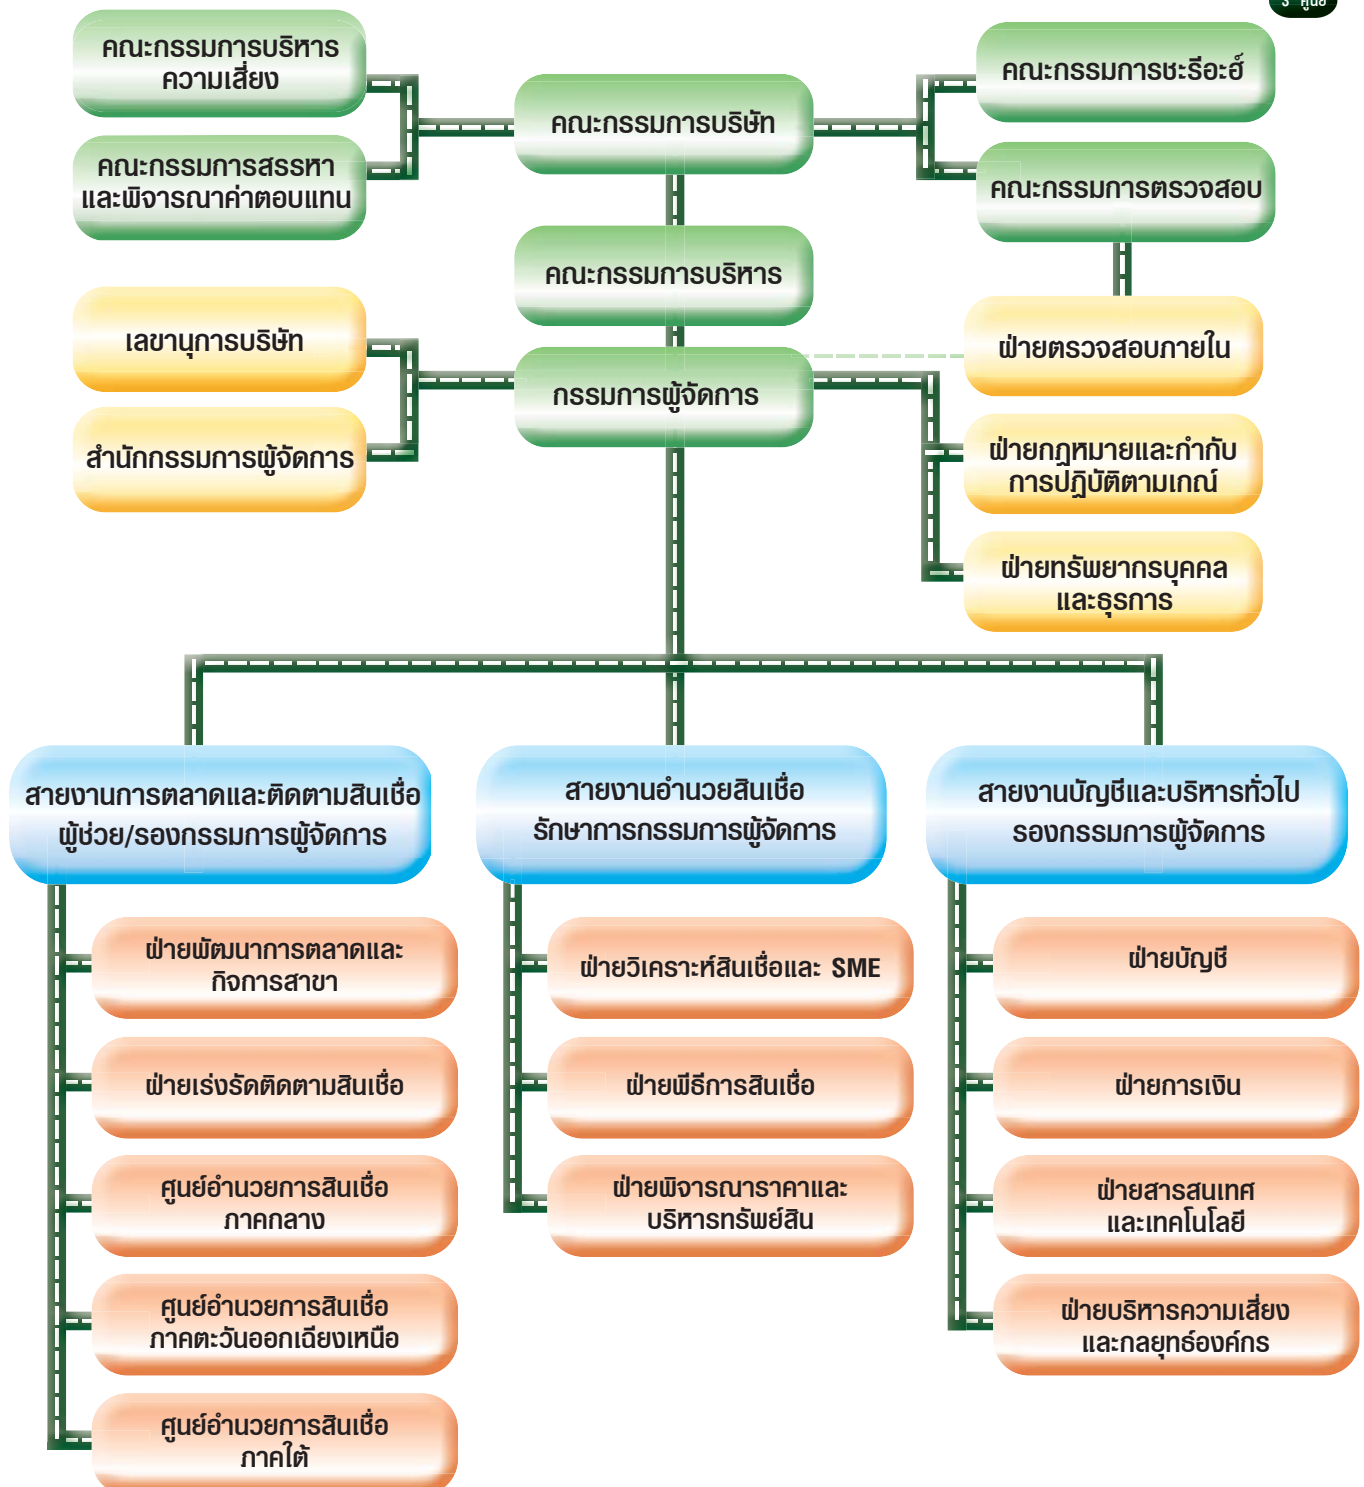 3 ศูนย์
คณะกรรมการบริหาร
ความเสี่ยง
คณะกรรมการบริษัท
คณะกรรมการชะรีอะฮ์
คณะกรรมการสรรหา
และพิจารณาค่าตอบแทน
คณะกรรมการตรวจสอบ
คณะกรรมการบริหาร
เลขานุการบริษัท
ฝ่ายตรวจสอบภายใน
กรรมการผู้จัดการ
สำนักกรรมการผู้จัดการ
ฝ่ายกฎหมายและกำกับ
การปฏิบัติตามเกณ์
ฝ่ายทรัพยากรบุคคล
และธุรการ
สายงานการตลาดและติดตามสินเชื่อ
ผู้ช่วย/รองกรรมการผู้จัดการ
สายงานอำนวยสินเชื่อ
รักษาการกรรมการผู้จัดการ
สายงานบัญชีและบริหารทั่วไป
รองกรรมการผู้จัดการ
ฝ่ายพัฒนาการตลาดและ
กิจการสาขา
ฝ่ายเร่งรัดติดตามสินเชื่อ
ศูนย์อำนวยการสินเชื่อ
ภาคกลาง
ศูนย์อำนวยการสินเชื่อ
ภาคตะวันออกเฉียงเหนือ
ศูนย์อำนวยการสินเชื่อ
ภาคใต้
ฝ่ายวิเคราะห์สินเชื่อและ SME
ฝ่ายพิธีการสินเชื่อ
ฝ่ายพิจารณาราคาและ
บริหารทรัพย์สิน
ฝ่ายบัญชี
ฝ่ายการเงิน
ฝ่ายสารสนเทศ
และเทคโนโลยี
ฝ่ายบริหารความเสี่ยง
และกลยุทธ์องค์กร